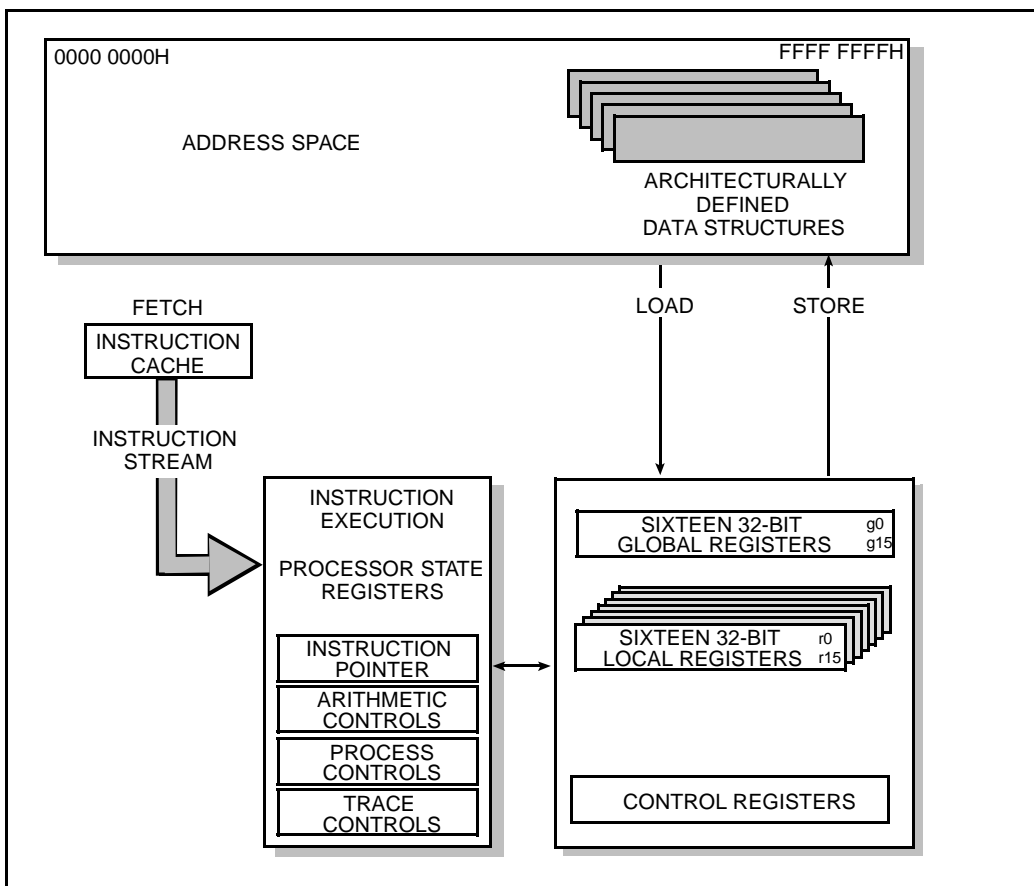 0000 0000H
FFFF FFFFH
ADDRESS SPACE
ARCHITECTURALLY
DEFINED
DATA STRUCTURES
FETCH
LOAD
STORE
INSTRUCTION
CACHE
INSTRUCTION
STREAM
INSTRUCTION
EXECUTION
PROCESSOR STATE
REGISTERS
INSTRUCTION
POINTER
ARITHMETIC
CONTROLS
PROCESS
CONTROLS
TRACE
CONTROLS
SIXTEEN 32-BIT g0
GLOBAL REGISTERS g15
SIXTEEN 32-BIT r0
LOCAL REGISTERS r15
CONTROL REGISTERS